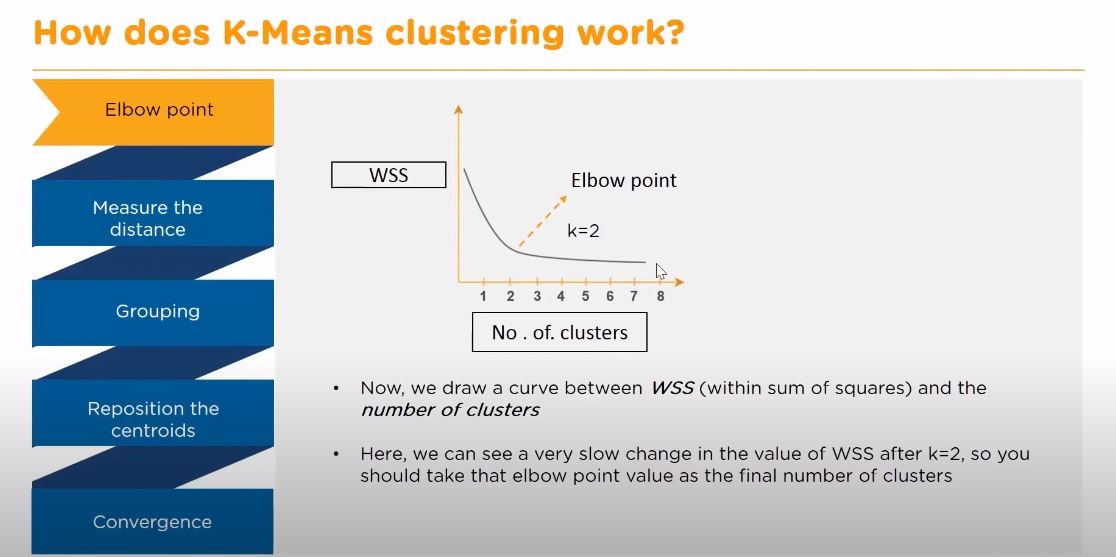 How does K-Means clustering work?
Elbow point
Measure the
distance
Grouping
Reposition the
centroids
Convergence
WSS
Elbow point
k=2
1 2 3 4 5 6 7 8
No . of. clusters
• Now, we draw a curve between WSS (within sum of squares) and the
number of clusters
• Here, we can see a very slow change in the value of WSS after k=2, so you
should take that elbow point value as the final number of clusters